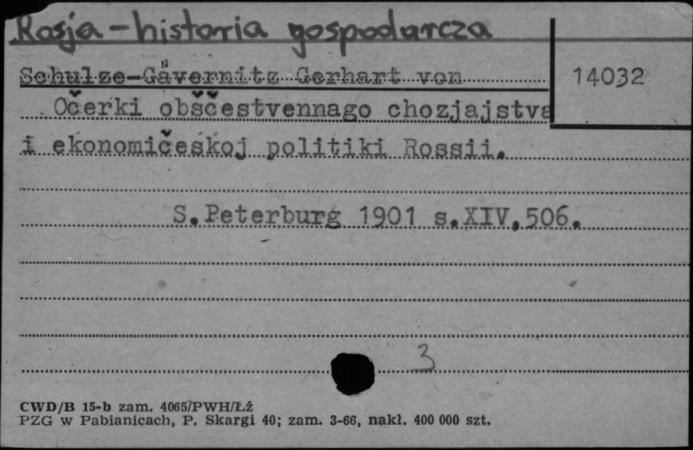 Rosja - historia gospodarcza
Schulze-Gävernitz Gerhart von
14032
Očerki obščestvennago chozjajstva
i ekonomičeskoj politiki Rossii.
S.Peterburg 1901 s.XIV,506.
3
CWD/B 15-b zam. 4065/PWH/Łź
PZG w Pabianicach, P. Skargi 40; zam. 3-66, nakł. 400 000 szt.